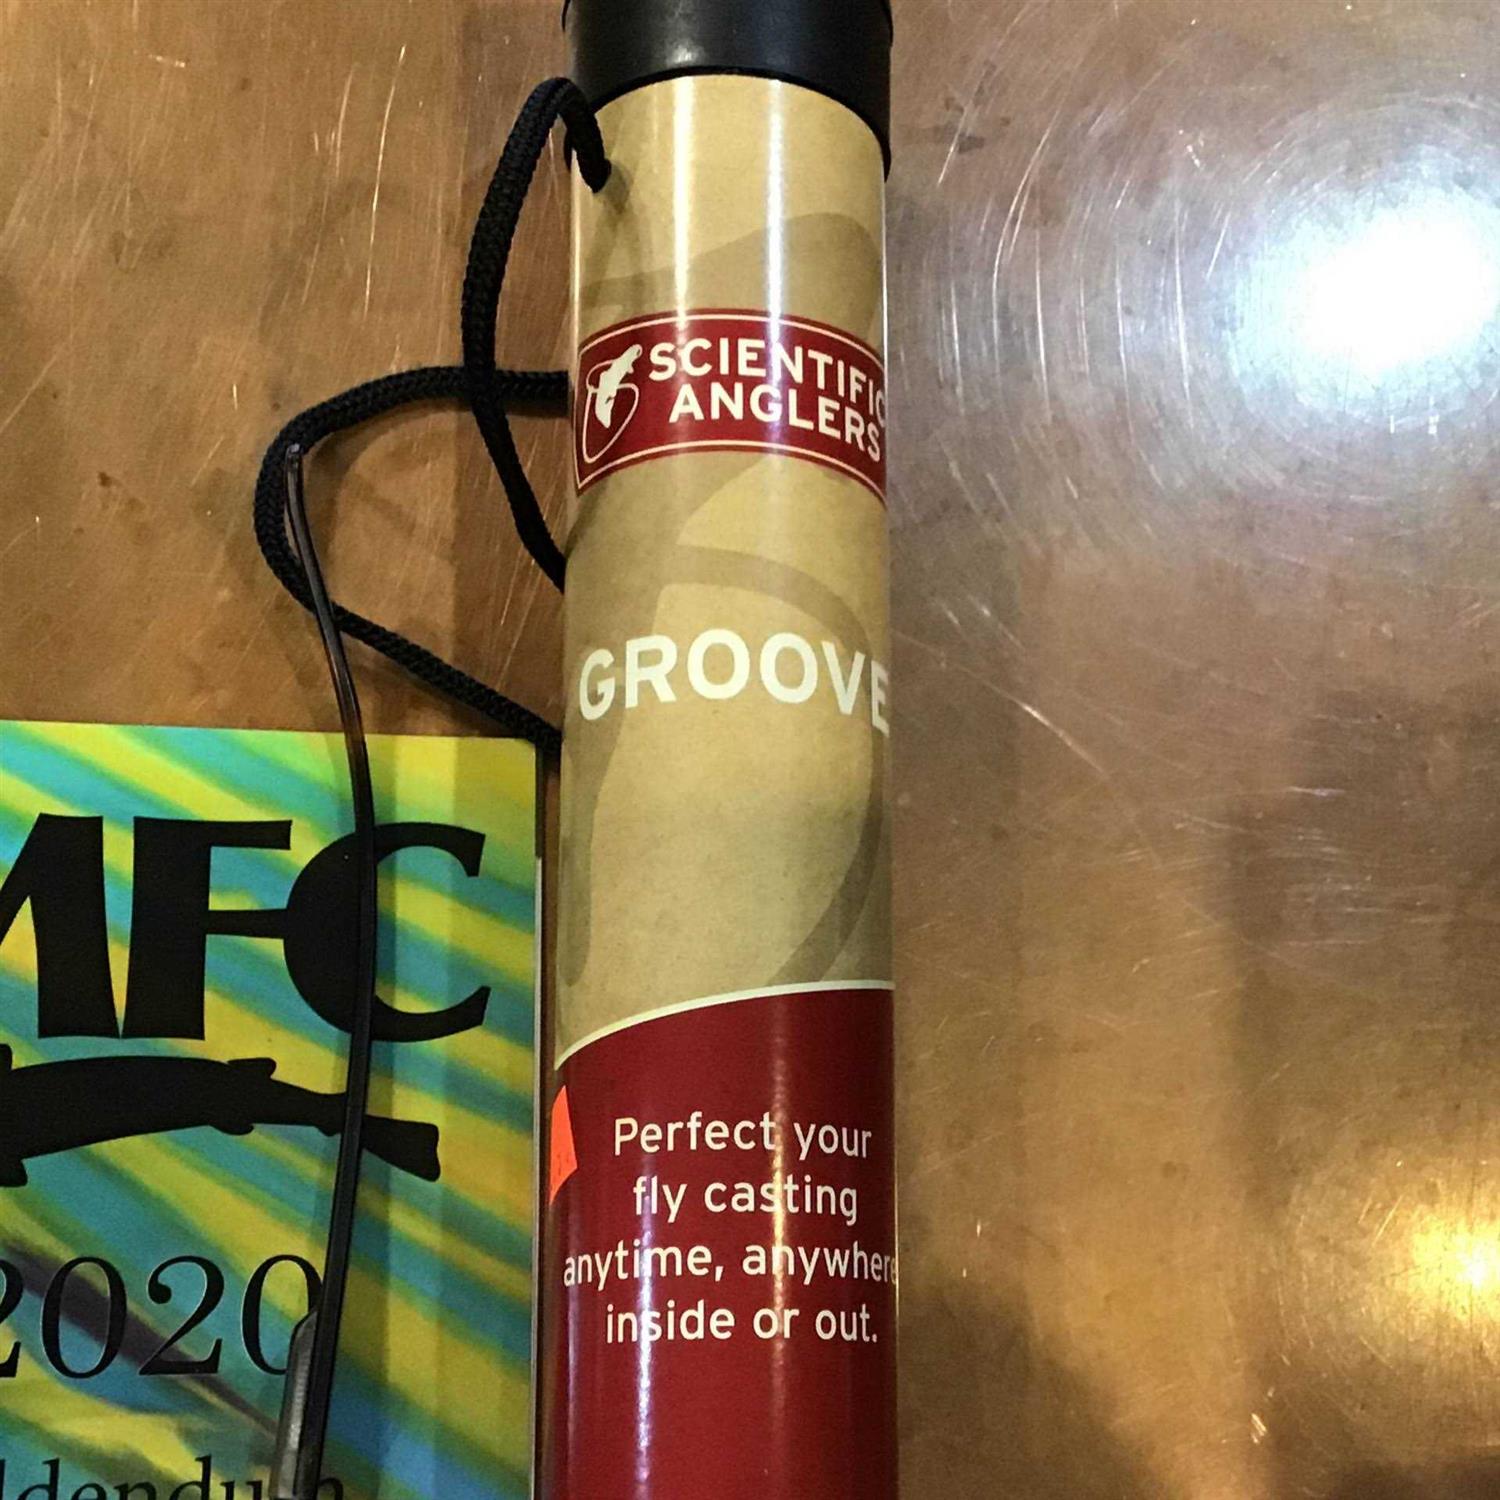 SCIENTIFIC
ANGLERS
GROOVE
Perfect your
fly casting
anytime, anywhere
inside or out.
MFC
2020